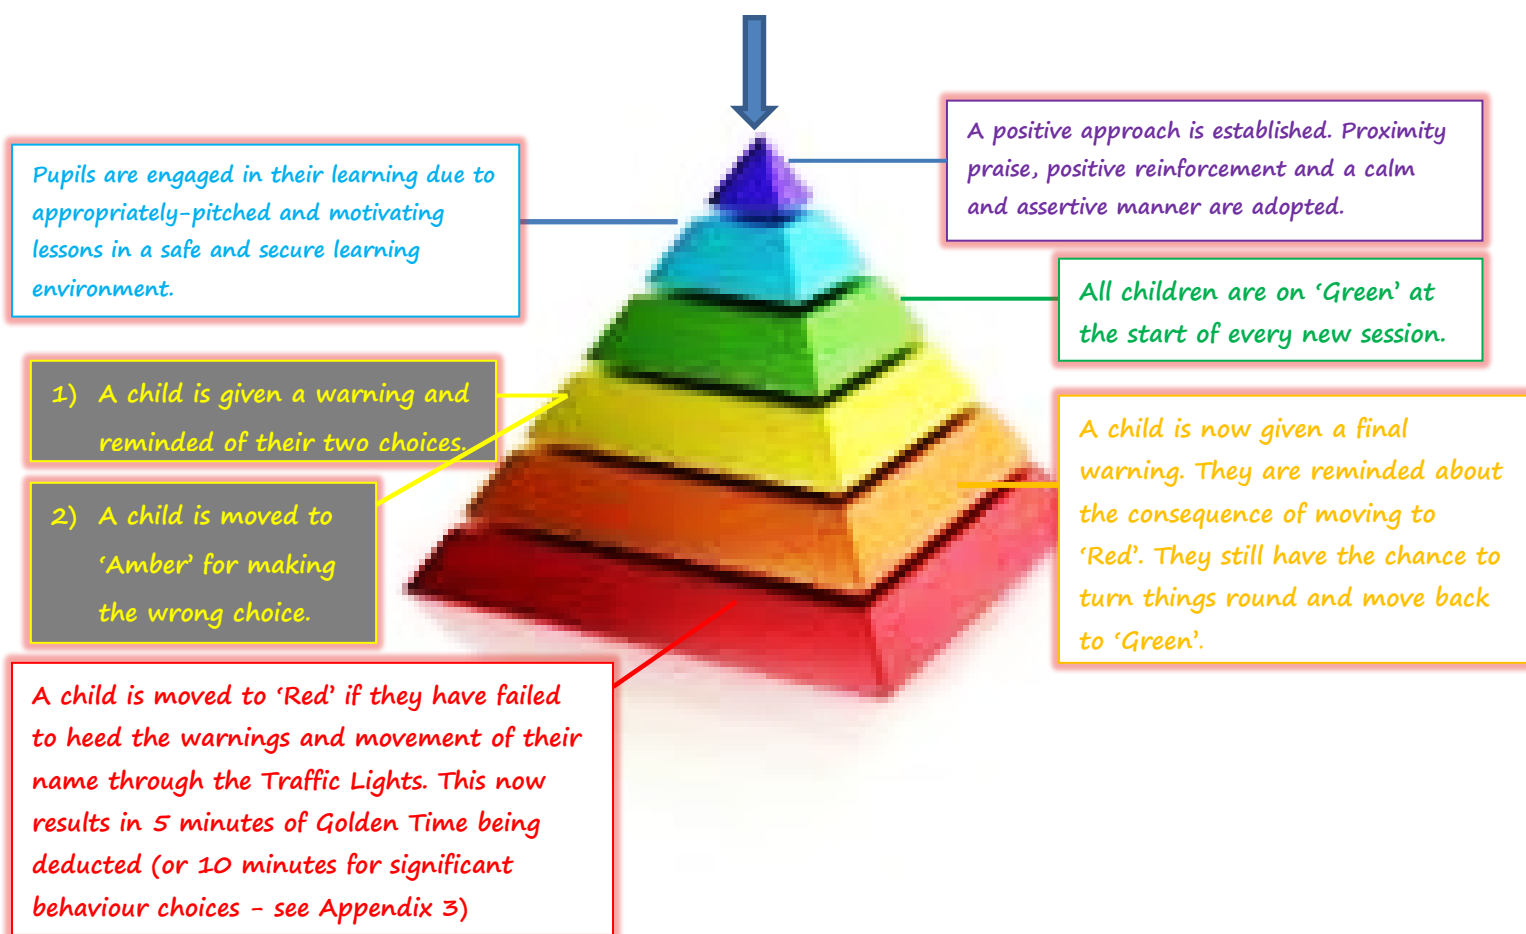 A positive approach is established. Proximity
praise, positive reinforcement and a calm
and assertive manner are adopted.
Pupils are engaged in their learning due to
appropriately-pitched and motivating
lessons in a safe and secure learning
environment.
All children are on ‘Green’ at
the start of every new session.
1) A child is given a warning and
reminded of their two choices.
2) A child is moved to
‘Amber’ for making
the wrong choice.
A child is now given a final
warning. They are reminded about
the consequence of moving to
‘Red’. They still have the chance to
turn things round and move back
to ‘Green’.
A child is moved to ‘Red’ if they have failed
to heed the warnings and movement of their
name through the Traffic Lights. This now
results in 5 minutes of Golden Time being
deducted (or 10 minutes for significant
behaviour choices - see Appendix 3)